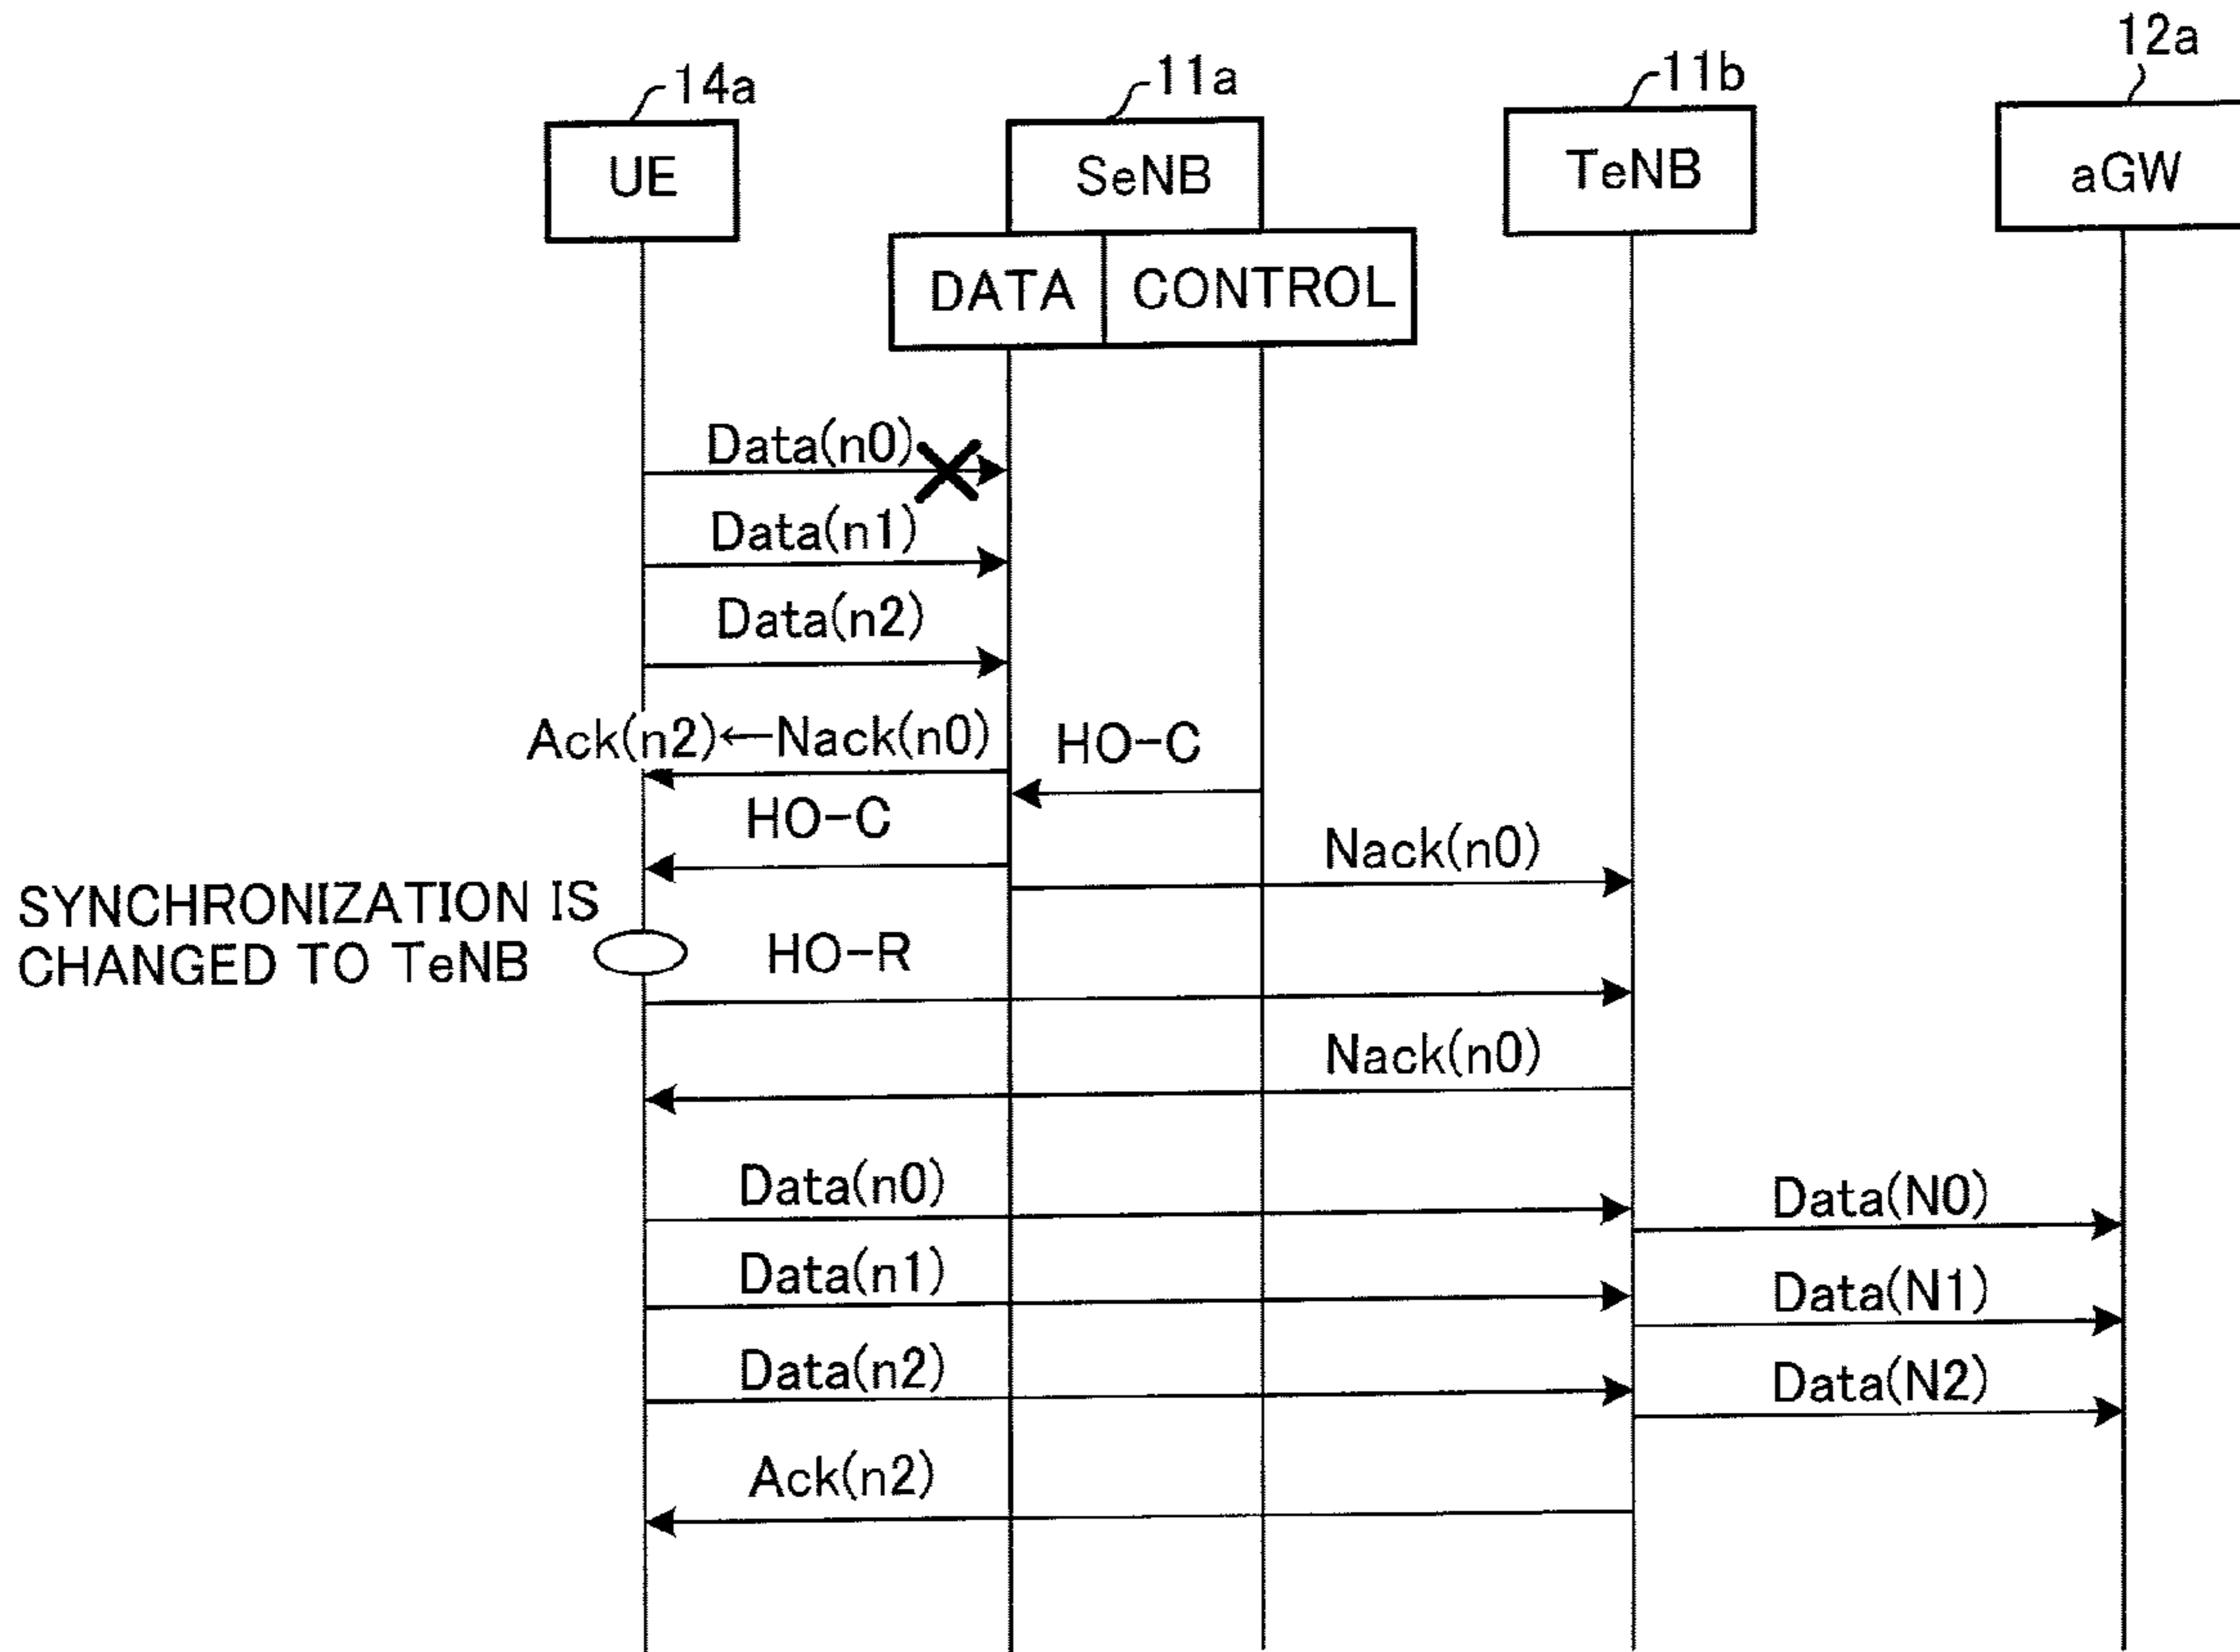 14a
11a
11b
12a
UE
SeNB
TeNB
aGW
DATA
CONTROL
Data(n0)
Data(n1)
Data(n2)
Ack(n2)←Nack(n0)
HO-C
HO-C
Nack(n0)
SYNCHRONIZATION IS
CHANGED TO TeNB
HO-R
Nack(n0)
Data(n0)
Data(N0)
Data(n1)
Data(N1)
Data(n2)
Data(N2)
Ack(n2)